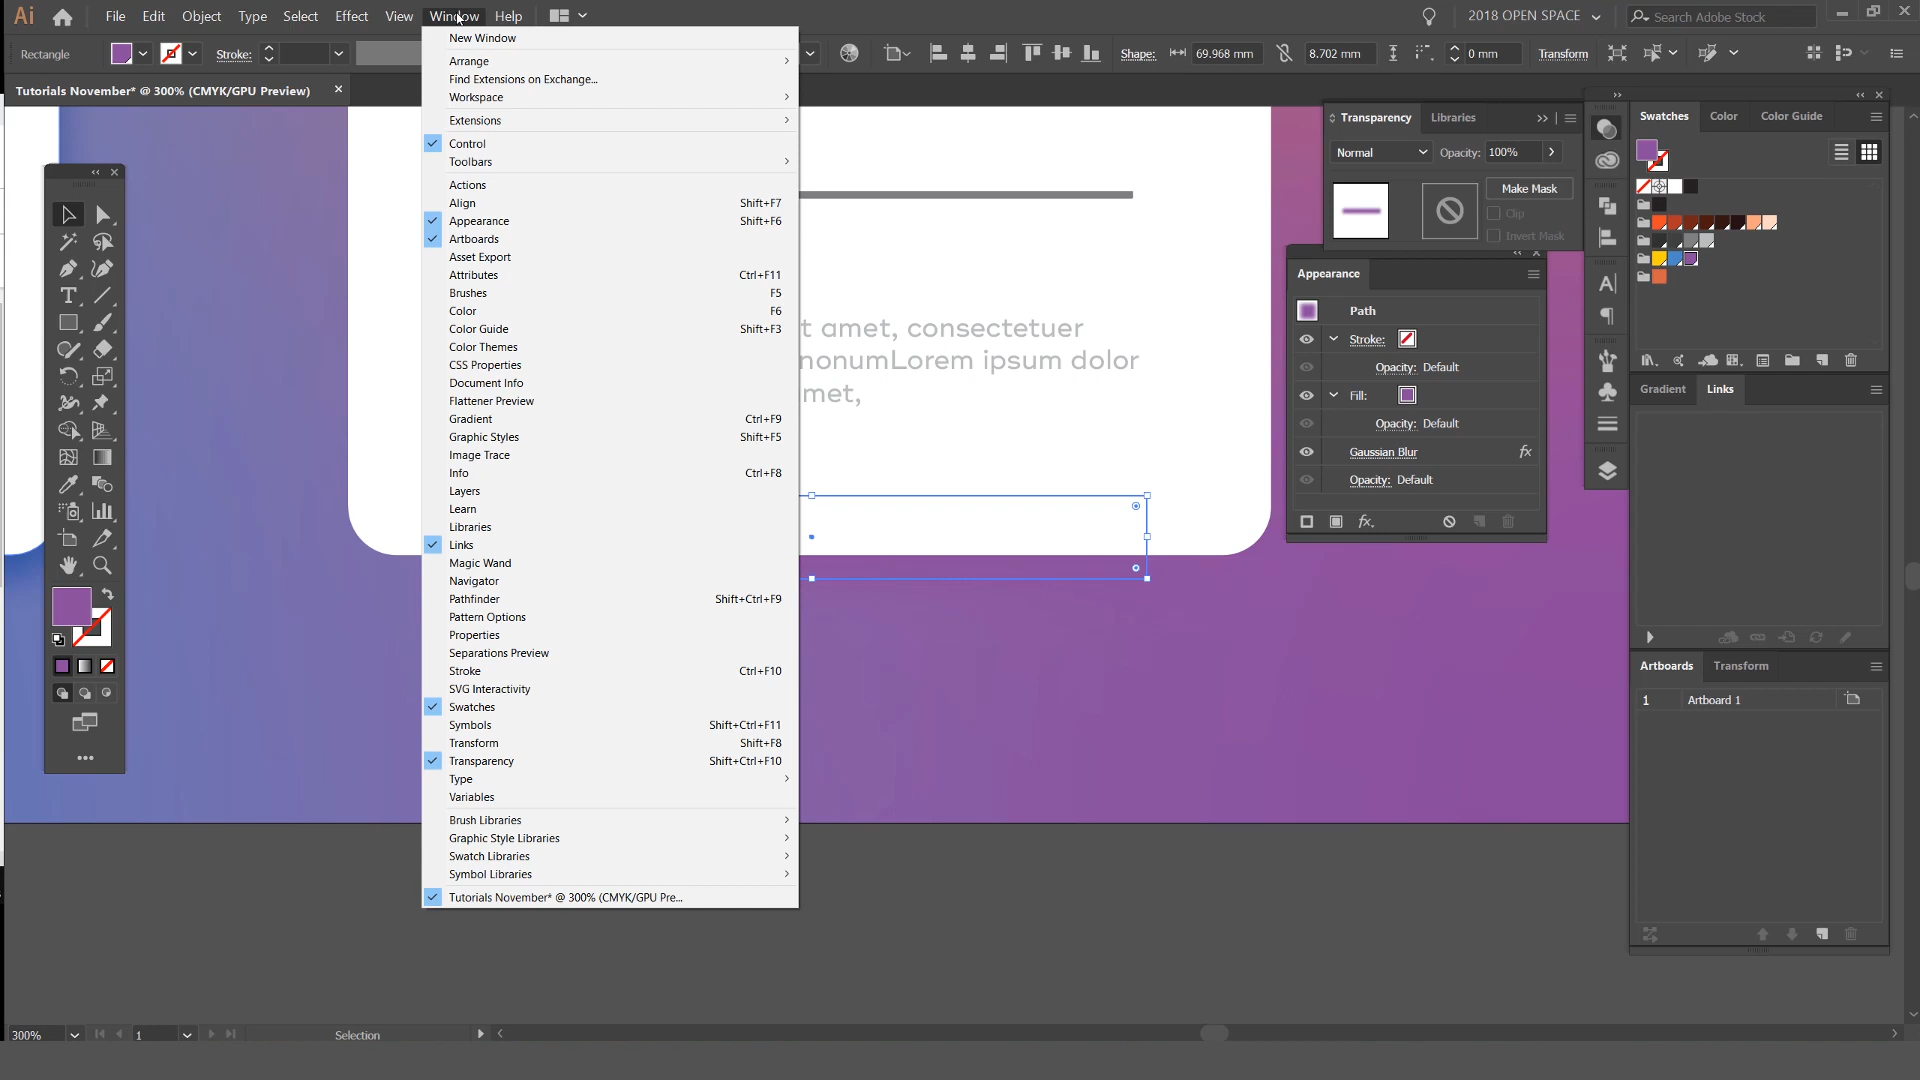 Ai File Edit Object Type Select Effect View Window Help 2018 OPEN SPACE Search Adobe Stock
Rectangle Stroke: Shape: 69.968 mm 8.702 mm 0 mm Transform
Tutorials November* @ 300% (CMYK/GPU Preview)
New Window
Arrange
Find Extensions on Exchange...
Workspace
Extensions
Control
Toolbars
Actions
Align Shift+F7
Appearance Shift+F6
Artboards
Asset Export
Attributes Ctrl+F11
Brushes F5
Color F6
Color Guide Shift+F3
Color Themes
CSS Properties
Document Info
Flattener Preview
Gradient Ctrl+F9
Graphic Styles Shift+F5
Image Trace
Info Ctrl+F8
Layers
Learn
Libraries
Links
Magic Wand
Navigator
Pathfinder Shift+Ctrl+F9
Pattern Options
Properties
Separations Preview
Stroke Ctrl+F10
SVG Interactivity
Swatches
Symbols Shift+Ctrl+F11
Transform Shift+F8
Transparency Shift+Ctrl+F10
Type
Variables
Brush Libraries
Graphic Style Libraries
Swatch Libraries
Symbol Libraries
Tutorials November* @ 300% (CMYK/GPU Pre...
t amet, consectetuer
nonumLorem ipsum dolor
met,
Transparency Libraries
Normal Opacity: 100%
Make Mask
Clip
Invert Mask
Appearance
Path
Stroke:
Opacity: Default
Fill:
Opacity: Default
Gaussian Blur fx
Opacity: Default
fx.
Swatches Color Color Guide
Gradient Links
Artboards Transform
1 Artboard 1
300% 1 Selection